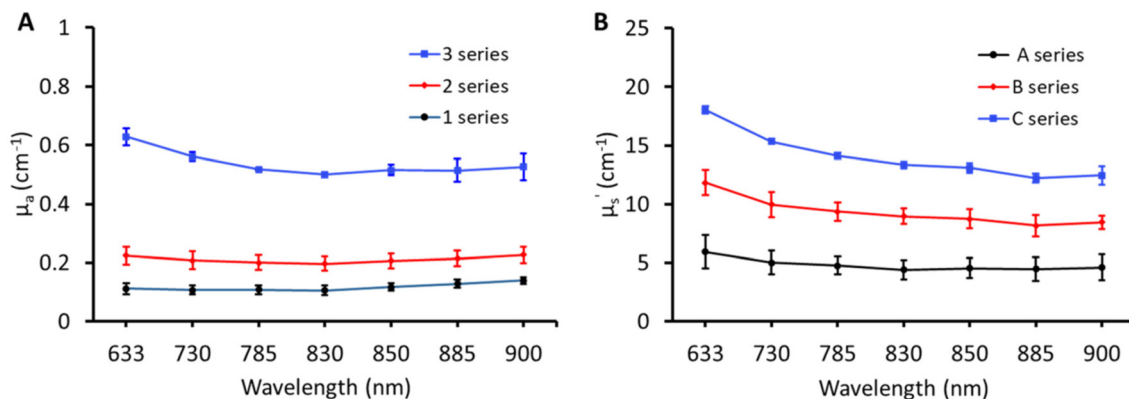 A
μa (cm⁻¹)
1
0.8
0.6
0.4
0.2
0
3 series
2 series
1 series
633 730 785 830 850 885 900
Wavelength (nm)
B
μs' (cm⁻¹)
25
20
15
10
5
0
A series
B series
C series
633 730 785 830 850 885 900
Wavelength (nm)